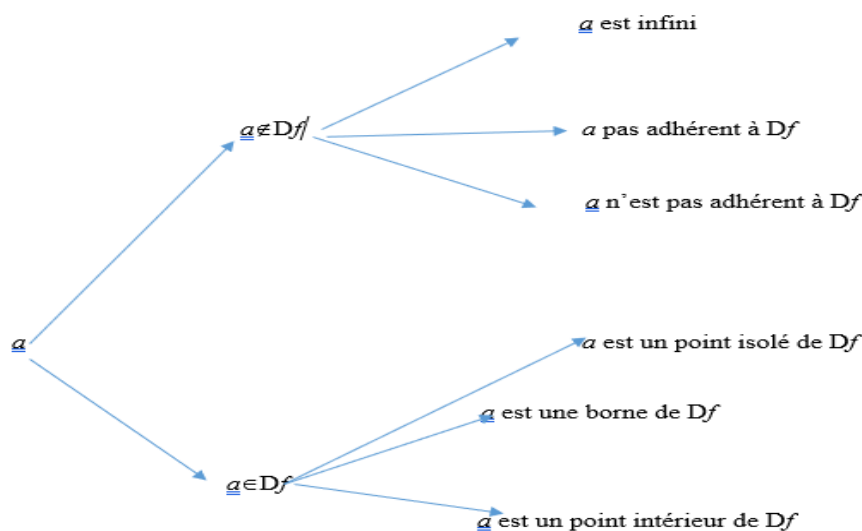 a est infini
a∉Df
a pas adhérent à Df
a n’est pas adhérent à Df
a
a est un point isolé de Df
a est une borne de Df
a∈Df
a est un point intérieur de Df